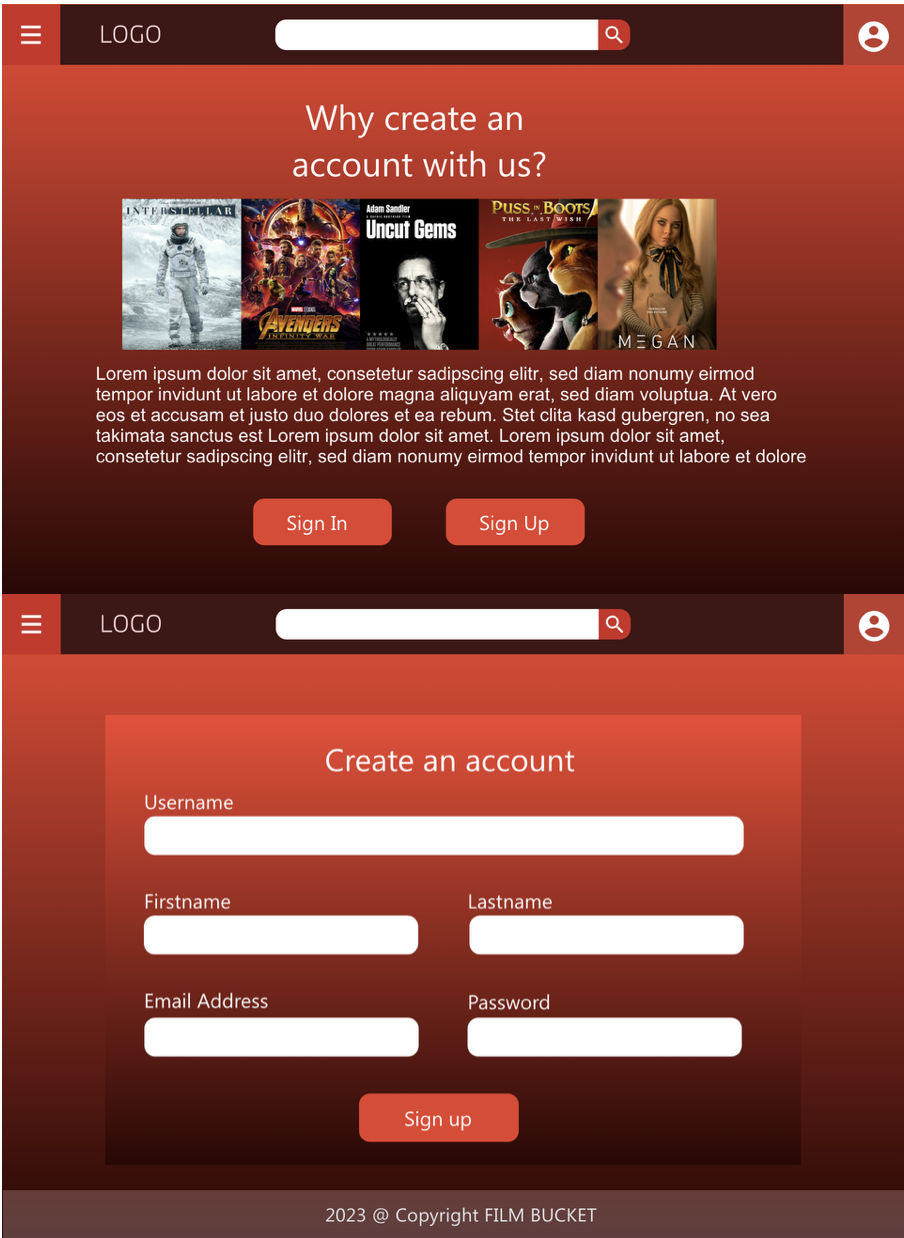 LOGO
Why create an
account with us?
INTERSTELLAR
MARVEL STUDIOS
AVENGERS
INFINITY WAR
Adam Sandler
Uncut Gems
PUSS IN BOOTS
THE LAST WISH
MEGAN
Lorem ipsum dolor sit amet, consetetur sadipscing elitr, sed diam nonumy eirmod
tempor invidunt ut labore et dolore magna aliquyam erat, sed diam voluptua. At vero
eos et accusam et justo duo dolores et ea rebum. Stet clita kasd gubergren, no sea
takimata sanctus est Lorem ipsum dolor sit amet. Lorem ipsum dolor sit amet,
consetetur sadipscing elitr, sed diam nonumy eirmod tempor invidunt ut labore et dolore
Sign In
Sign Up
LOGO
Create an account
Username
Firstname
Lastname
Email Address
Password
Sign up
2023 @ Copyright FILM BUCKET